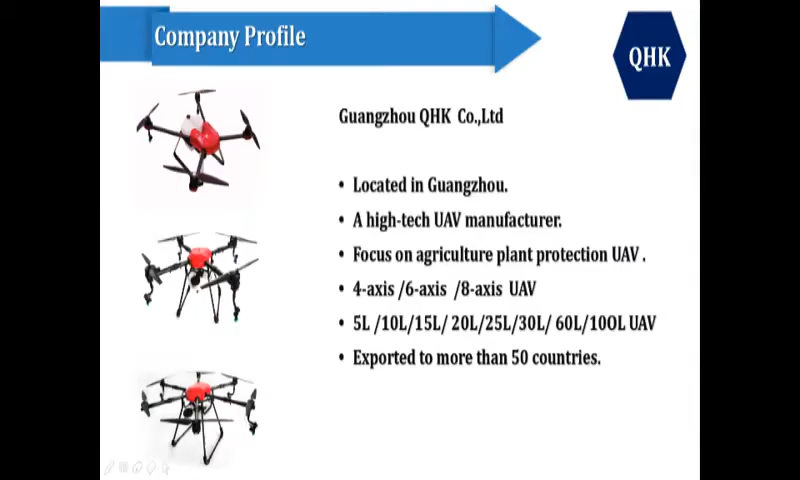 Company Profile
QHK
Guangzhou QHK Co.,Ltd
• Located in Guangzhou.
• A high-tech UAV manufacturer.
• Focus on agriculture plant protection UAV .
• 4-axis /6-axis /8-axis UAV
• 5L /10L/15L/ 20L/25L/30L/ 60L/100L UAV
• Exported to more than 50 countries.